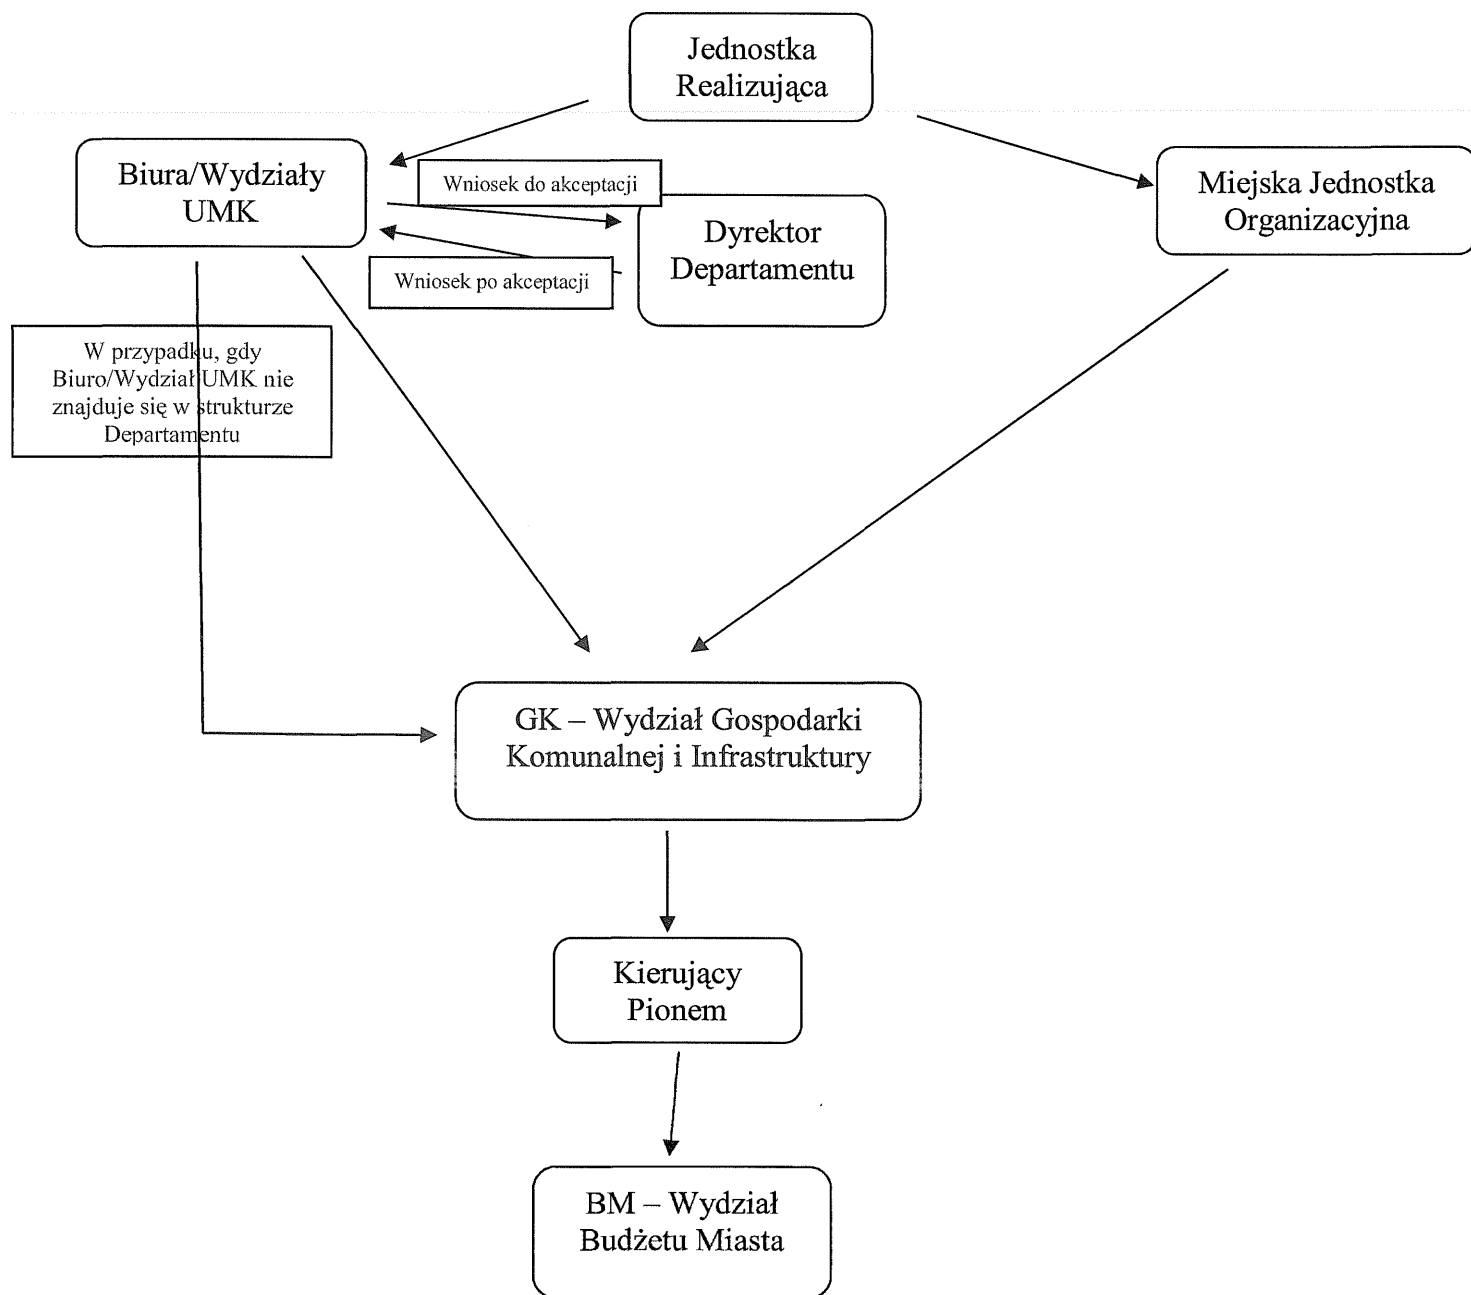 Jednostka
Realizująca
Biura/Wydziały
UMK
Wniosek do akceptacji
Dyrektor
Departamentu
Miejska Jednostka
Organizacyjna
Wniosek po akceptacji
W przypadku, gdy
Biuro/Wydział UMK nie
znajduje się w strukturze
Departamentu
GK – Wydział Gospodarki
Komunalnej i Infrastruktury
Kierujący
Pionem
BM – Wydział
Budżetu Miasta